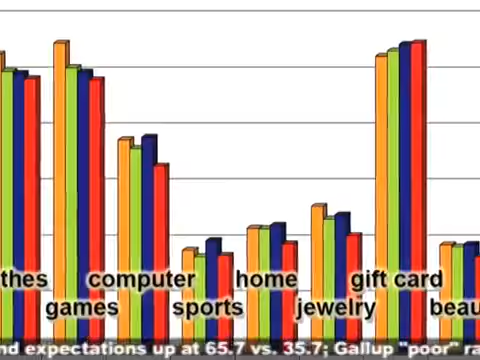 thes computer home gift card
games sports jewelry beau
nd expectations up at 65.7 vs. 35.7; Gallup "poor" ra